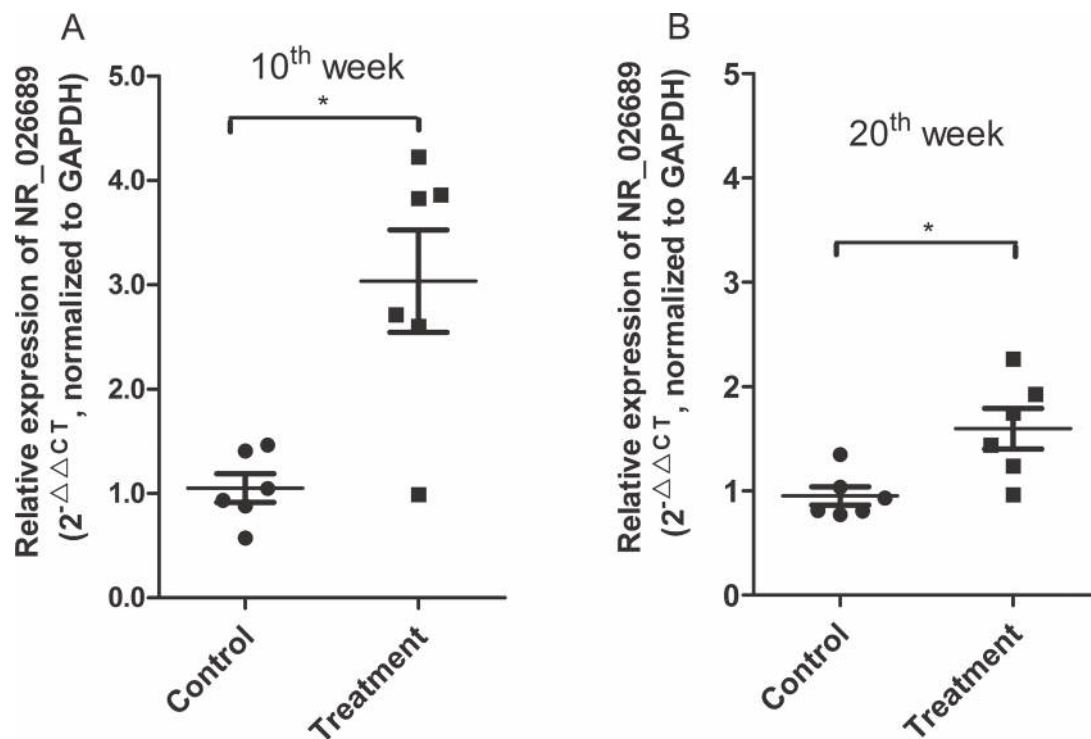 A
10th week
*
Relative expression of NR_026689
(2-△△CT, normalized to GAPDH)
5.0
4.0
3.0
2.0
1.0
0.0
Control
Treatment
B
20th week
*
Relative expression of NR_026689
(2-△△CT, normalized to GAPDH)
5
4
3
2
1
0
Control
Treatment